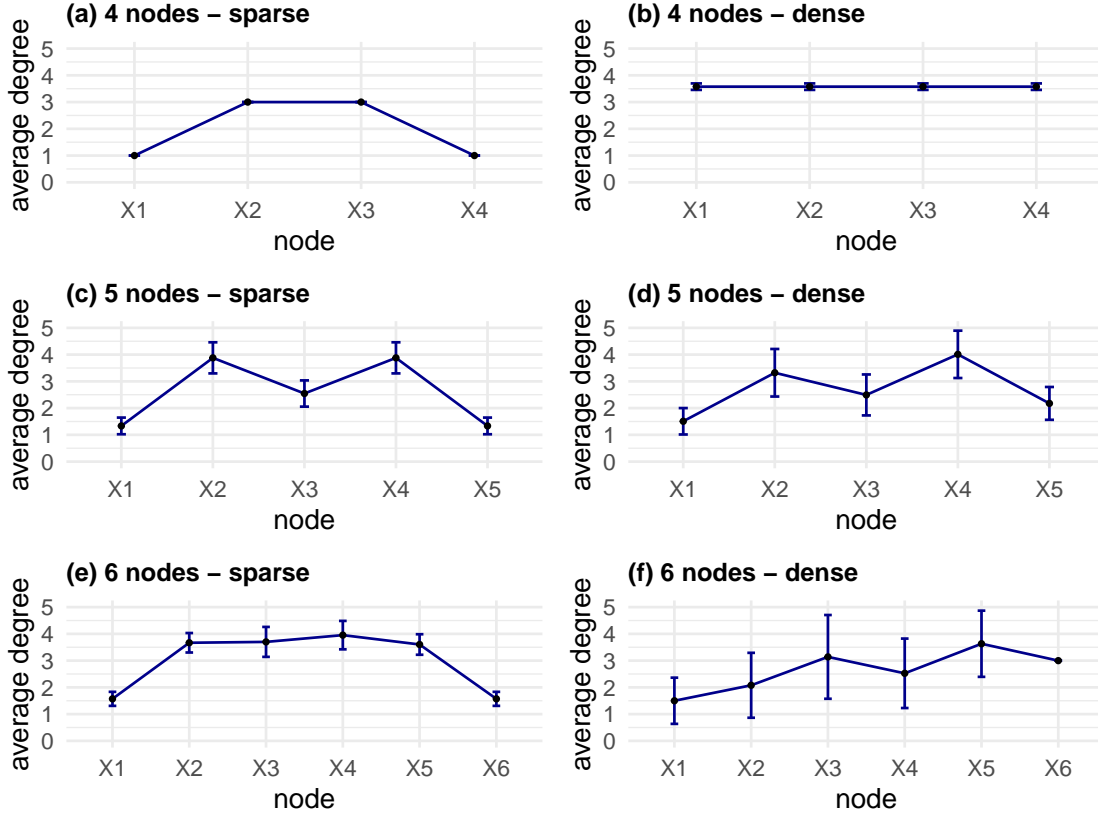 (a) 4 nodes − sparse
average degree
5
4
3
2
1
0
X1 X2 X3 X4
node
(b) 4 nodes − dense
average degree
5
4
3
2
1
0
X1 X2 X3 X4
node
(c) 5 nodes − sparse
average degree
5
4
3
2
1
0
X1 X2 X3 X4 X5
node
(d) 5 nodes − dense
average degree
5
4
3
2
1
0
X1 X2 X3 X4 X5
node
(e) 6 nodes − sparse
average degree
5
4
3
2
1
0
X1 X2 X3 X4 X5 X6
node
(f) 6 nodes − dense
average degree
5
4
3
2
1
0
X1 X2 X3 X4 X5 X6
node